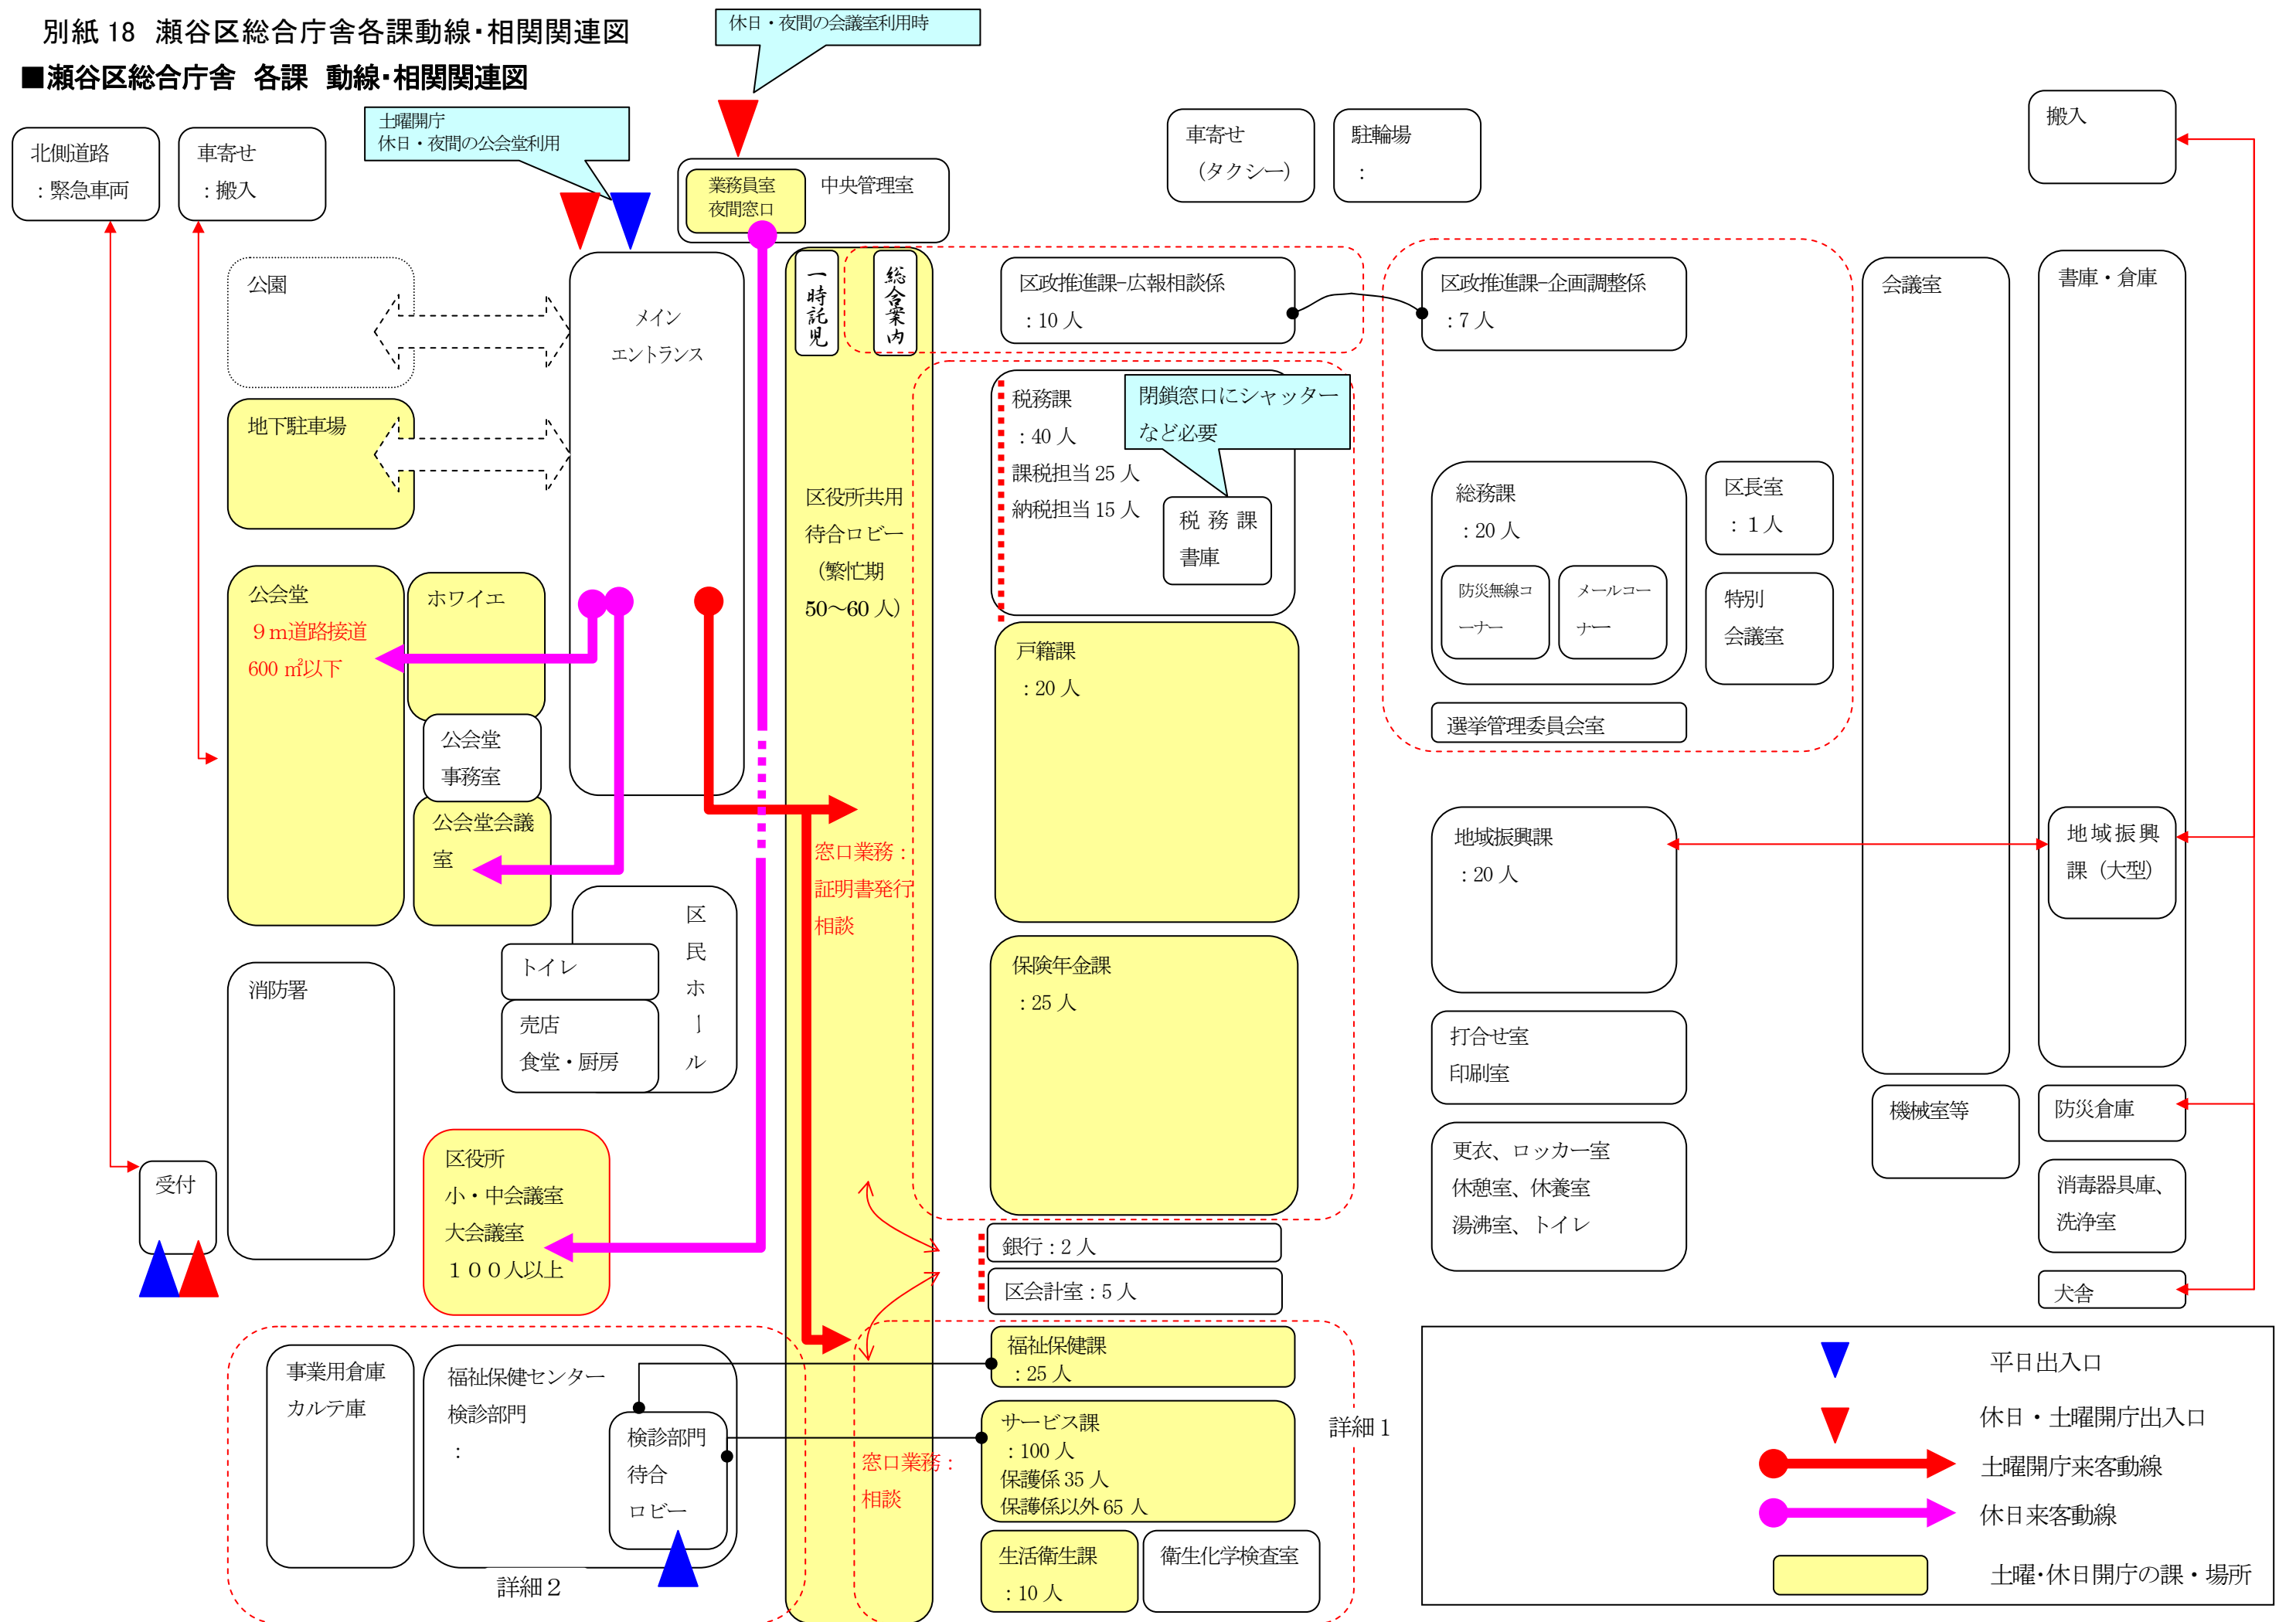 別紙 18 瀬谷区総合庁舎各課動線・相関関連図
■瀬谷区総合庁舎 各課 動線・相関関連図
休日・夜間の会議室利用時
土曜開庁
休日・夜間の公会堂利用
北側道路
：緊急車両
車寄せ
：搬入
業務員室
夜間窓口
中央管理室
車寄せ
（タクシー）
駐輪場
：
搬入
公園
地下駐車場
メイン
エントランス
一時託児
総合案内
区政推進課-広報相談係
：10 人
区政推進課-企画調整係
：7 人
会議室
書庫・倉庫
税務課
：40 人
課税担当 25 人
納税担当 15 人
閉鎖窓口にシャッター
など必要
税務課
書庫
区役所共用
待合ロビー
（繁忙期
50～60 人）
総務課
：20 人
防災無線コ
ーナー
メールコー
ナー
区長室
：１人
特別
会議室
選挙管理委員会室
公会堂
９ｍ道路接道
600 ㎡以下
ホワイエ
公会堂
事務室
公会堂会議
室
戸籍課
：20 人
窓口業務：
証明書発行
相談
地域振興課
：20 人
地域振興
課（大型）
区民ホール
トイレ
売店
食堂・厨房
消防署
保険年金課
：25 人
打合せ室
印刷室
機械室等
防災倉庫
更衣、ロッカー室
休憩室、休養室
湯沸室、トイレ
消毒器具庫、
洗浄室
犬舎
受付
区役所
小・中会議室
大会議室
１００人以上
銀行：2 人
区会計室：5 人
事業用倉庫
カルテ庫
福祉保健センター
検診部門
：
検診部門
待合
ロビー
詳細２
窓口業務：
相談
福祉保健課
：25 人
サービス課
：100 人
保護係 35 人
保護係以外 65 人
生活衛生課
：10 人
衛生化学検査室
詳細１
平日出入口
休日・土曜開庁出入口
土曜開庁来客動線
休日来客動線
土曜・休日開庁の課・場所